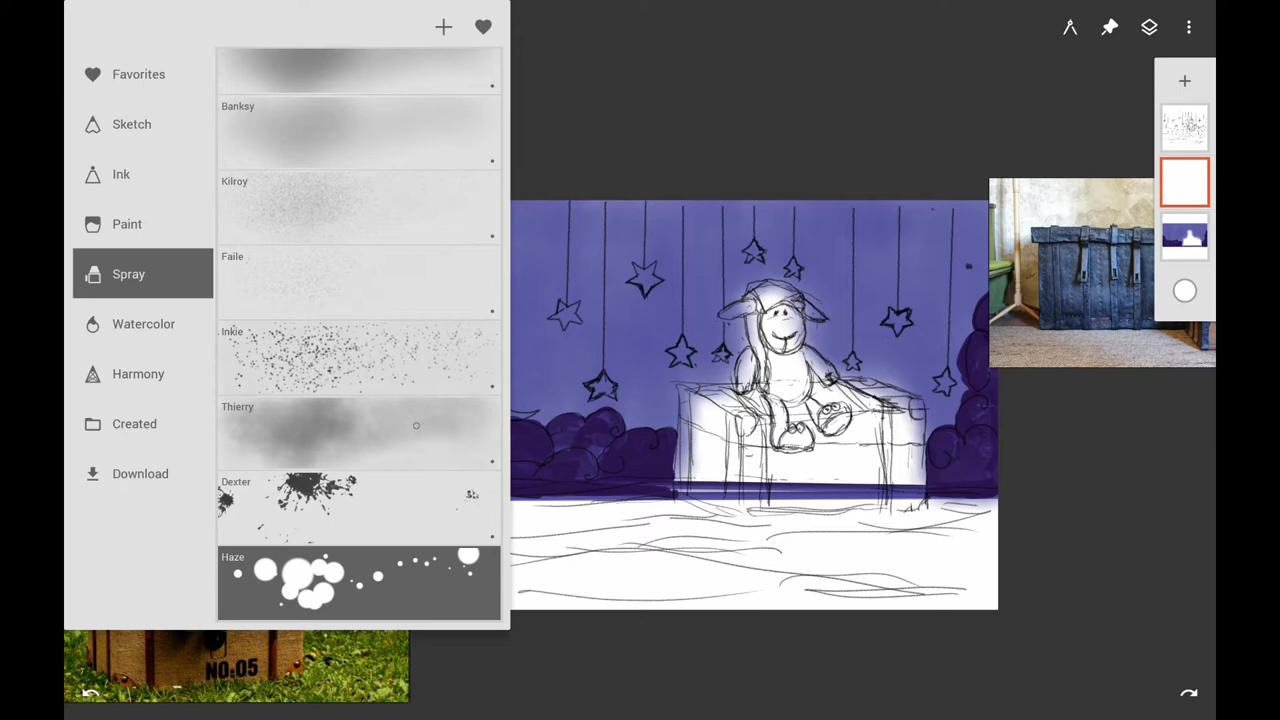 Favorites
Sketch
Ink
Paint
Spray
Watercolor
Harmony
Created
Download
Banksy
Kilroy
Faile
Inkie
Thierry
Dexter
Haze
NO:05